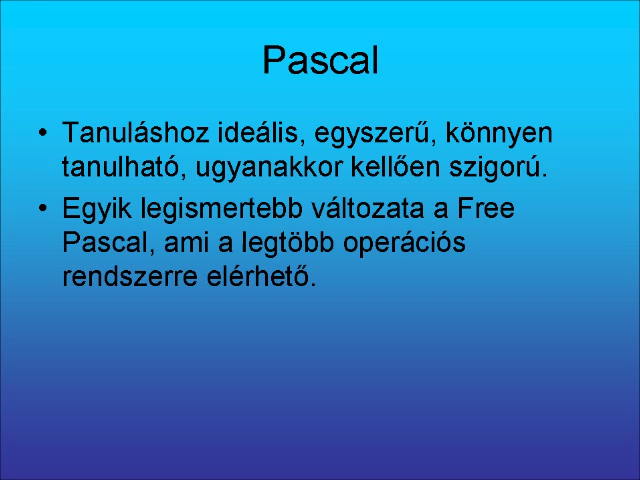 Pascal
• Tanuláshoz ideális, egyszerű, könnyen
tanulható, ugyanakkor kellően szigorú.
• Egyik legismertebb változata a Free
Pascal, ami a legtöbb operációs
rendszerre elérhető.